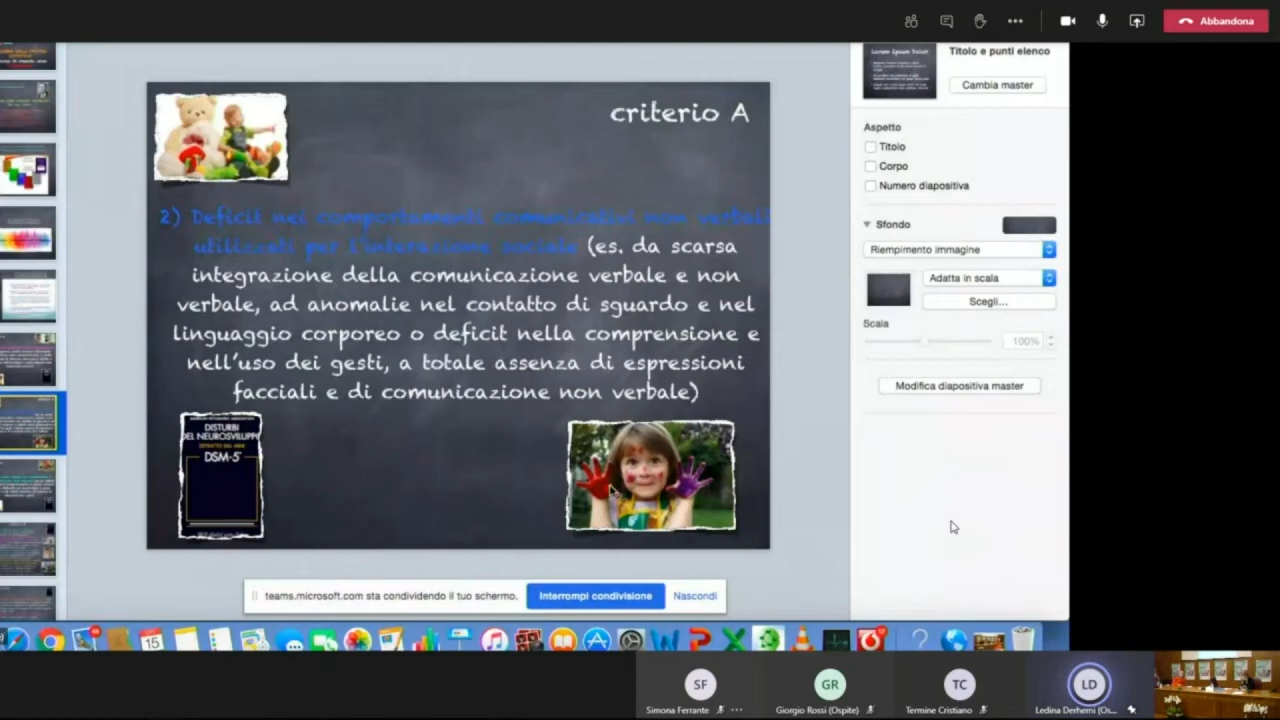 Abbandona
Titolo e punti elenco
Cambia master
Aspetto
Titolo
Corpo
Numero diapositiva
Sfondo
Riempimento immagine
Adatta in scala
Scegli...
Scala
100%
Modifica diapositiva master
criterio A
2) Deficit nei comportamenti comunicativi non verbali
utilizzati per l'interazione sociale (es. da scarsa
integrazione della comunicazione verbale e non
verbale, ad anomalie nel contatto di sguardo e nel
linguaggio corporeo o deficit nella comprensione e
nell'uso dei gesti, a totale assenza di espressioni
facciali e di comunicazione non verbale)
DISTURBI
DEL NEUROSVILUPPO
DSM-5
teams.microsoft.com sta condividendo il tuo schermo.
Interrompi condivisione
Nascondi
15
SF
GR
TC
LD
Simona Ferrante
Giorgio Rossi (Ospite)
Termine Cristiano
Ledina Derhemi (Os...